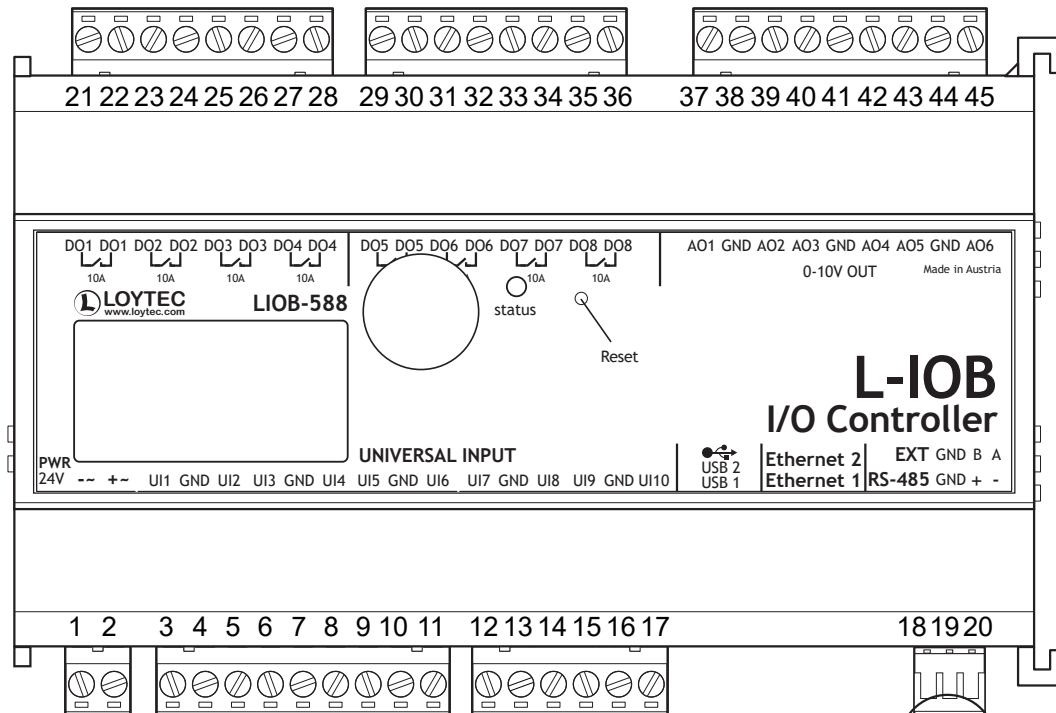 21 22 23 24 25 26 27 28 29 30 31 32 33 34 35 36 37 38 39 40 41 42 43 44 45
DO1 DO1 DO2 DO2 DO3 DO3 DO4 DO4 DO5 DO5 DO6 DO6 DO7 DO7 DO8 DO8 AO1 GND AO2 AO3 GND AO4 AO5 GND AO6
10A 10A 10A 10A 10A 10A 0-10V OUT Made in Austria
L LOYTEC
www.loytec.com
LIOB-588
status
Reset
L-IOB
I/O Controller
UNIVERSAL INPUT
PWR
24V -~ +~ UI1 GND UI2 UI3 GND UI4 UI5 GND UI6 UI7 GND UI8 UI9 GND UI10
USB 2
USB 1
Ethernet 2
Ethernet 1
EXT GND B A
RS-485 GND + -
1 2 3 4 5 6 7 8 9 10 11 12 13 14 15 16 17 18 19 20